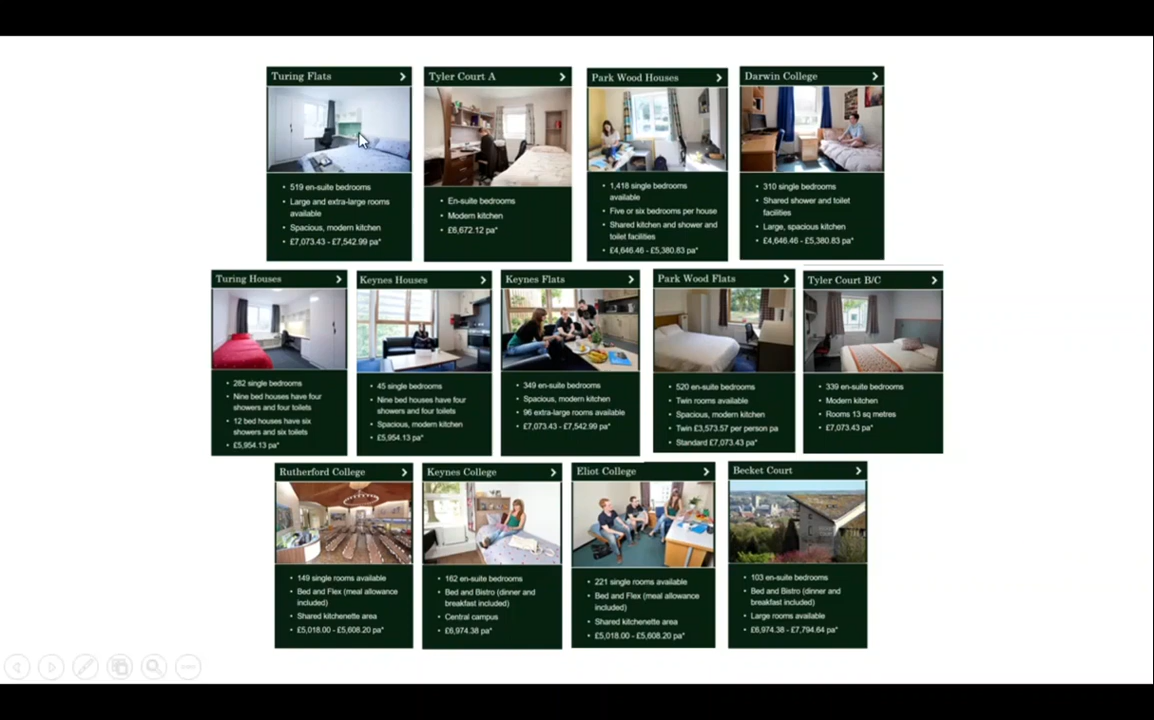 Turing Flats
519 en-suite bedrooms
Large and extra-large rooms
available
Spacious, modern kitchen
£7,073.43 - £7,542.99 pa*
Tyler Court A
En-suite bedrooms
Modern kitchen
£6,672.12 pa*
Park Wood Houses
1,418 single bedrooms
available
Five or six bedrooms per house
Shared kitchen and shower and
toilet facilities
£4,646.46 - £5,380.83 pa*
Darwin College
310 single bedrooms
Shared shower and toilet
facilities
Large, spacious kitchen
£4,646.46 - £5,380.83 pa*
Turing Houses
282 single bedrooms
Nine bed houses have four
showers and four toilets
12 bed houses have six
showers and six toilets
£5,954.13 pa*
Keynes Houses
45 single bedrooms
Nine bed houses have four
showers and four toilets
Spacious, modern kitchen
£5,954.13 pa*
Keynes Flats
349 en-suite bedrooms
Spacious, modern kitchen
96 extra-large rooms available
£7,073.43 - £7,542.99 pa*
Park Wood Flats
520 en-suite bedrooms
Twin rooms available
Spacious, modern kitchen
Twin £3,573.57 per person pa
Standard £7,073.43 pa*
Tyler Court B/C
339 en-suite bedrooms
Modern kitchen
Rooms 13 sq metres
£7,073.43 pa*
Rutherford College
149 single rooms available
Bed and Flex (meal allowance
included)
Shared kitchenette area
£5,018.00 - £5,608.20 pa*
Keynes College
162 en-suite bedrooms
Bed and Bistro (dinner and
breakfast included)
Central campus
£6,974.38 pa*
Eliot College
221 single rooms available
Bed and Flex (meal allowance
included)
Shared kitchenette area
£5,018.00 - £5,608.20 pa*
Becket Court
103 en-suite bedrooms
Bed and Bistro (dinner and
breakfast included)
Large rooms available
£6,974.38 - £7,794.64 pa*